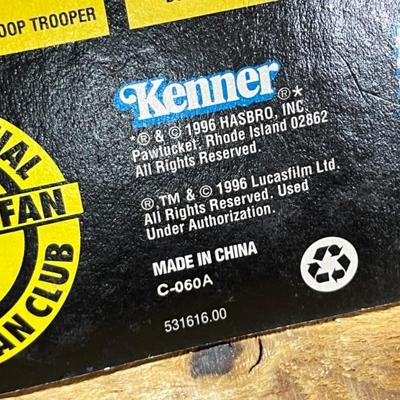 OOP TROOPER
Kenner®*
*® & © 1996 HASBRO, INC.
Pawtucket, Rhode Island 02862
All Rights Reserved.
®,TM & © 1996 Lucasfilm Ltd.
All Rights Reserved. Used
Under Authorization.
MADE IN CHINA
C-060A
531616.00
FAN
AN CLUB